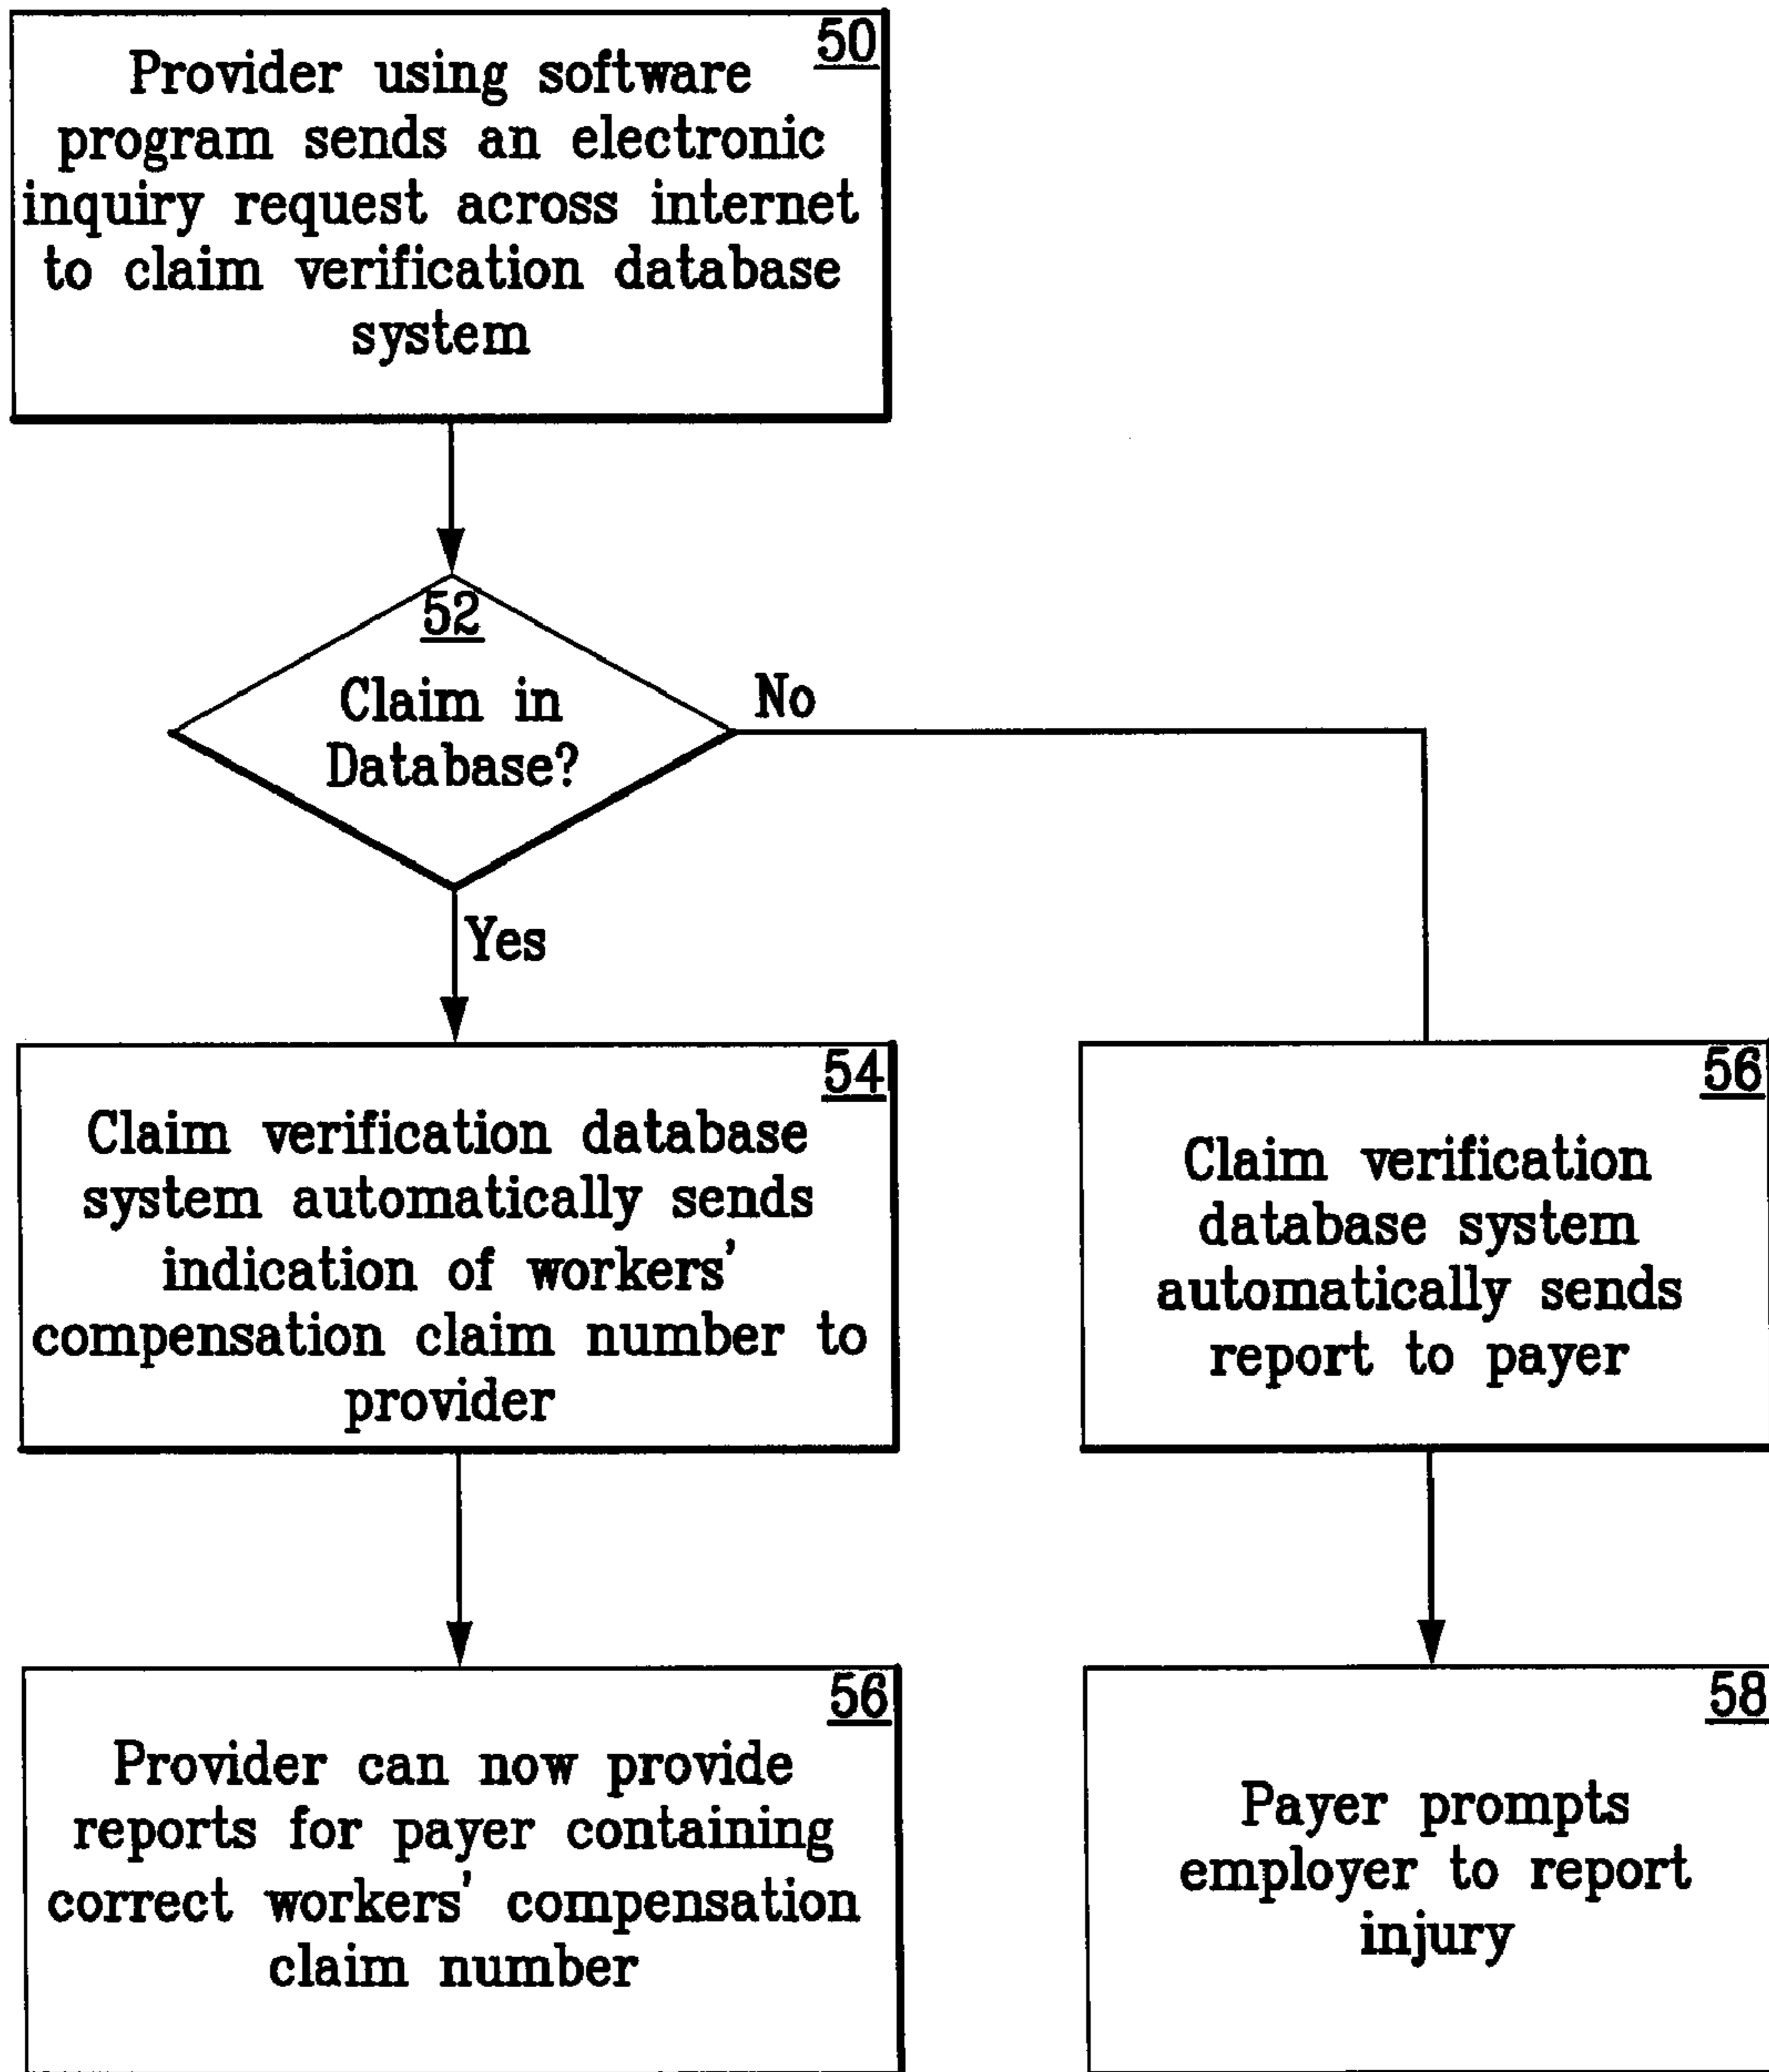 50
Provider using software
program sends an electronic
inquiry request across internet
to claim verification database
system
52
Claim in
Database?
No
Yes
54
Claim verification database
system automatically sends
indication of workers'
compensation claim number to
provider
56
Claim verification
database system
automatically sends
report to payer
56
Provider can now provide
reports for payer containing
correct workers' compensation
claim number
58
Payer prompts
employer to report
injury